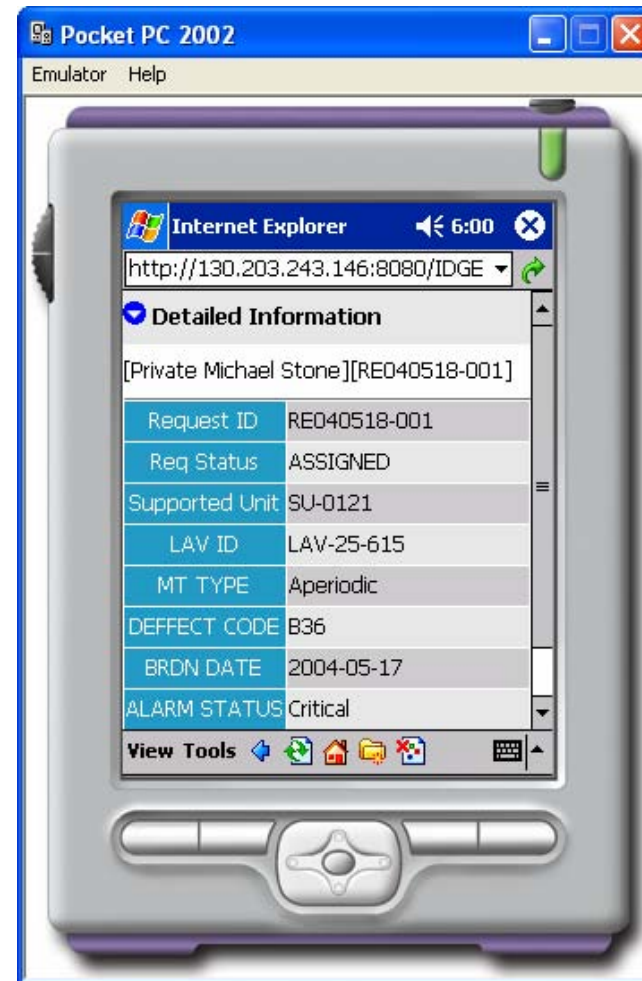 Pocket PC 2002
Emulator Help
Internet Explorer 6:00
http://130.203.243.146:8080/IDGE
Detailed Information
[Private Michael Stone][RE040518-001]
Request ID RE040518-001
Req Status ASSIGNED
Supported Unit SU-0121
LAV ID LAV-25-615
MT TYPE Aperiodic
DEFFECT CODE B36
BRDN DATE 2004-05-17
ALARM STATUS Critical
View Tools